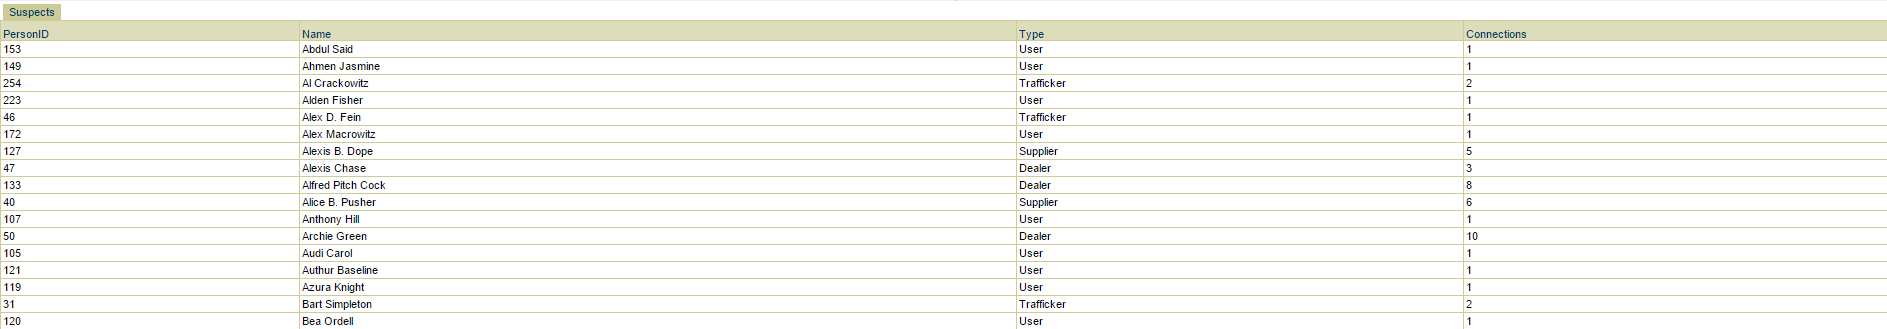 Suspects
PersonID Name Type Connections
153 Abdul Said User 1
149 Ahmen Jasmine User 1
254 Al Crackowitz Trafficker 2
223 Alden Fisher User 1
46 Alex D. Fein Trafficker 1
172 Alex Macrowitz User 1
127 Alexis B. Dope Supplier 5
47 Alexis Chase Dealer 3
133 Alfred Pitch Cock Dealer 8
40 Alice B. Pusher Supplier 6
107 Anthony Hill User 1
50 Archie Green Dealer 10
105 Audi Carol User 1
121 Authur Baseline User 1
119 Azura Knight User 1
31 Bart Simpleton Trafficker 2
120 Bea Ordell User 1